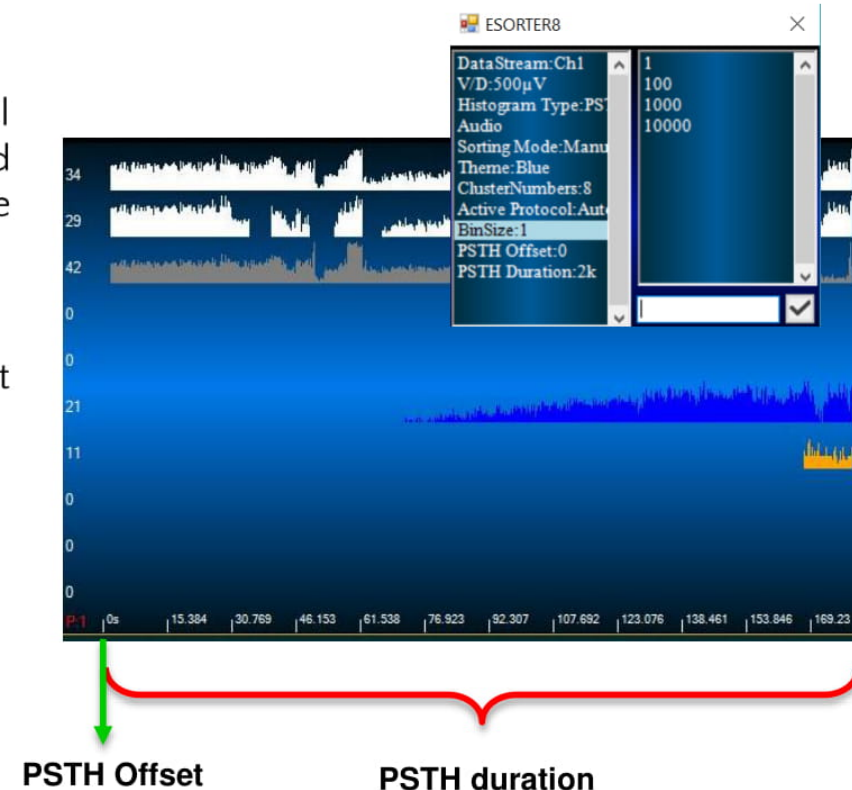 ESORTER8
DataStream:Ch1
V/D:500µV
Histogram Type:PS
Audio
Sorting Mode:Manu
Theme:Blue
ClusterNumbers:8
Active Protocol:Aut
BinSize:1
PSTH Offset:0
PSTH Duration:2k
1
100
1000
10000
l
d
e
t
34
29
42
0
0
21
11
0
0
0
P:1 0s 15.384 30.769 46.153 61.538 76.923 92.307 107.692 123.076 138.461 153.846 169.23
PSTH Offset PSTH duration